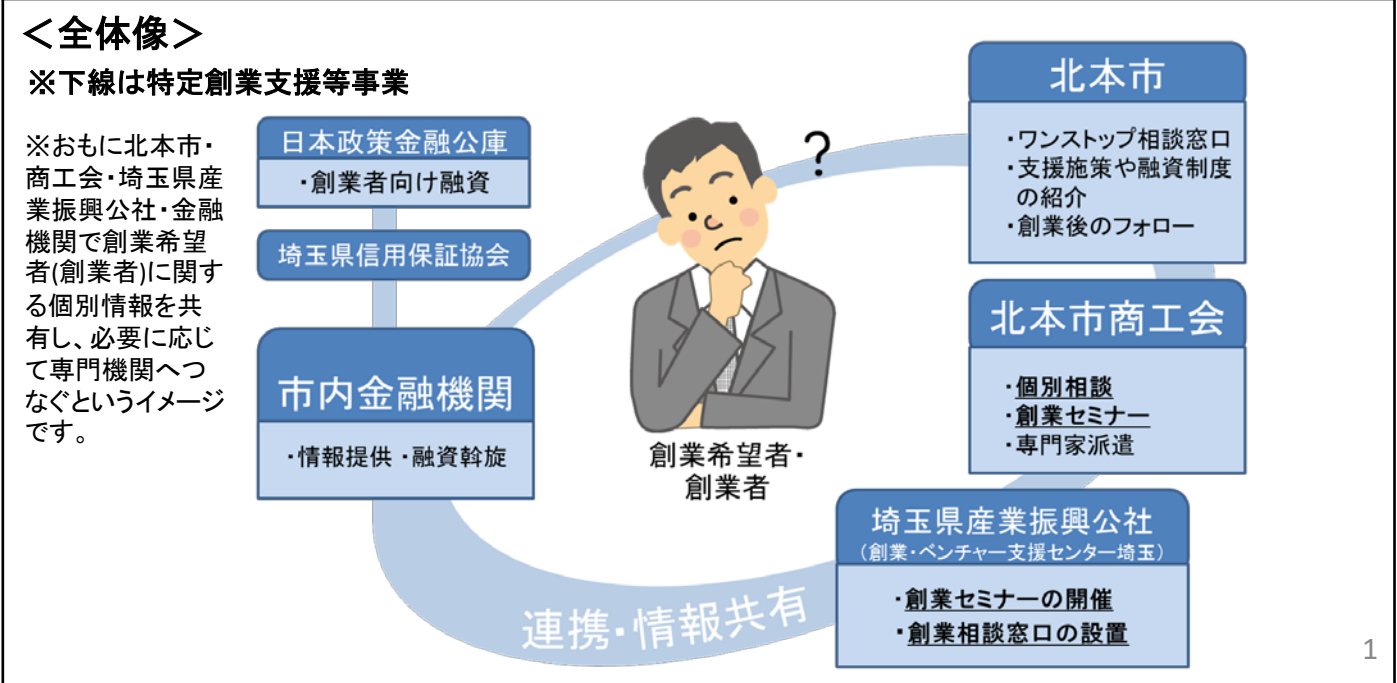 ＜全体像＞
※下線は特定創業支援等事業
※おもに北本市・
商工会・埼玉県産
業振興公社・金融
機関で創業希望
者(創業者)に関す
る個別情報を共
有し、必要に応じ
て専門機関へつ
なぐというイメージ
です。
日本政策金融公庫
・創業者向け融資
埼玉県信用保証協会
市内金融機関
・情報提供 ・融資斡旋
?
創業希望者・
創業者
北本市
・ワンストップ相談窓口
・支援施策や融資制度
の紹介
・創業後のフォロー
北本市商工会
・個別相談
・創業セミナー
・専門家派遣
埼玉県産業振興公社
（創業・ベンチャー支援センター埼玉）
・創業セミナーの開催
・創業相談窓口の設置
連携・情報共有
1